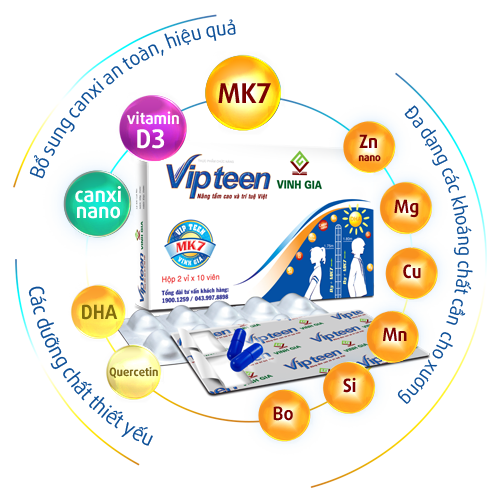 Bổ sung canxi an toàn, hiệu quả
MK7
vitamin
D3
canxi
nano
Đa dạng các khoáng chất cần cho xương
Zn
nano
Mg
Cu
Mn
Si
Bo
Các dưỡng chất thiết yếu
DHA
Quercetin
Vipteen
VINH GIA
Nâng tầm cao và trí tuệ Việt
VIP TEEN
MK7
VINH GIA
Hộp 2 vỉ x 10 viên
Tổng đài tư vấn khách hàng:
1900.1259 / 043.997.8898
Vipteen
Vipteen
VINH GIA